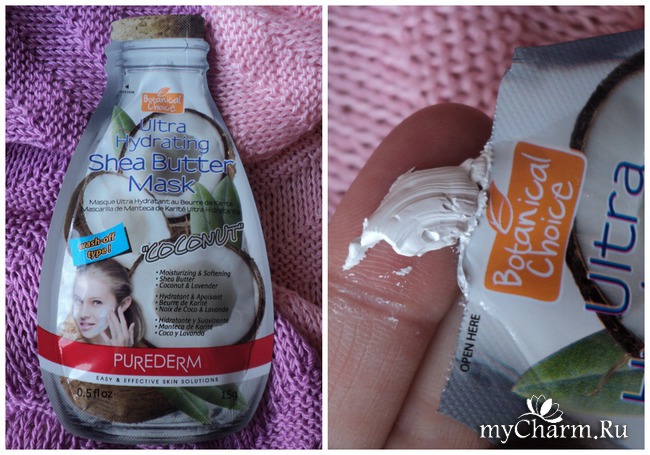 Botanical
Choice
Ultra
Hydrating
Shea Butter
Mask
Masque Ultra Hydratant au Beurre de Karité
Mascarilla de Manteca de Karité Ultra Hidratante
wash-off
type!
"COCONUT"
• Moisturizing & Softening
• Shea Butter
• Coconut & Lavender
• Hydratant & Apaisant
• Beurre de Karité
• Noix de Coco & Lavande
• Hidratante y Suavizante
• Manteca de Karité
• Coco y Lavanda
PUREDERM
EASY & EFFECTIVE SKIN SOLUTIONS
0.5 fl oz
15g
Botanical
Choice
Ultra
OPEN HERE
myCharm.Ru